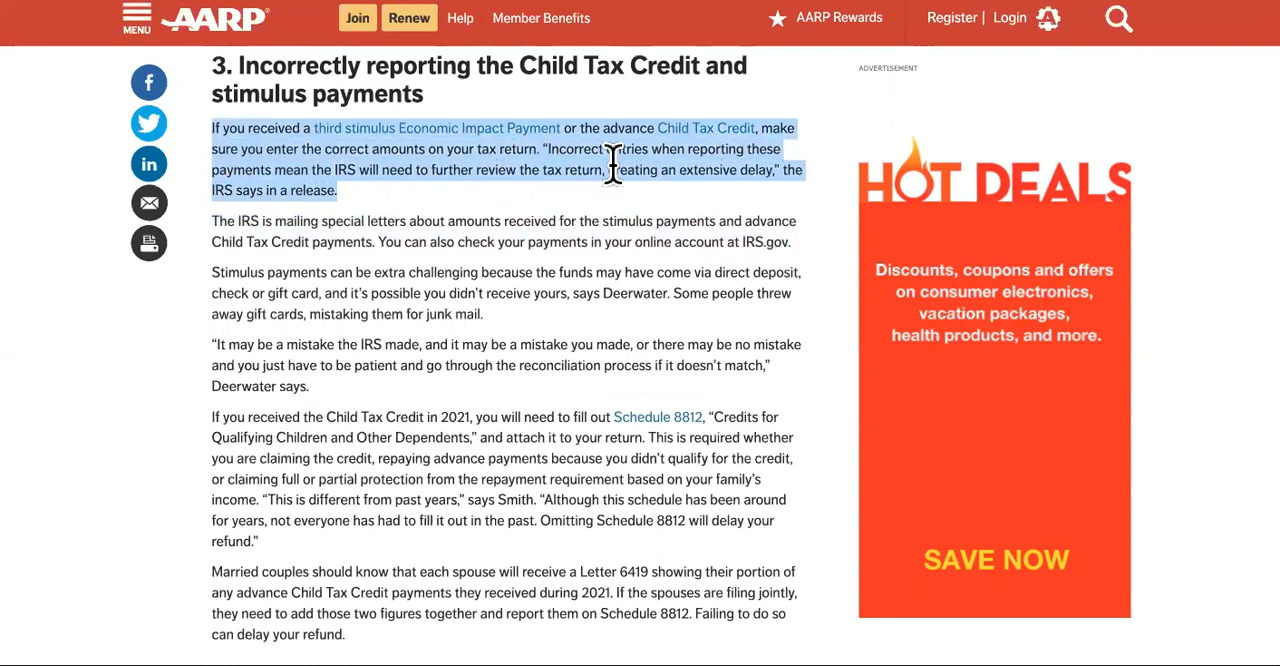 MENU
AARP
Join
Renew
Help
Member Benefits
AARP Rewards
Register |
Login
3. Incorrectly reporting the Child Tax Credit and
stimulus payments
If you received a third stimulus Economic Impact Payment or the advance Child Tax Credit, make
sure you enter the correct amounts on your tax return. “Incorrect entries when reporting these
payments mean the IRS will need to further review the tax return, creating an extensive delay,” the
IRS says in a release.
The IRS is mailing special letters about amounts received for the stimulus payments and advance
Child Tax Credit payments. You can also check your payments in your online account at IRS.gov.
Stimulus payments can be extra challenging because the funds may have come via direct deposit,
check or gift card, and it’s possible you didn’t receive yours, says Deerwater. Some people threw
away gift cards, mistaking them for junk mail.
“It may be a mistake the IRS made, and it may be a mistake you made, or there may be no mistake
and you just have to be patient and go through the reconciliation process if it doesn’t match,”
Deerwater says.
If you received the Child Tax Credit in 2021, you will need to fill out Schedule 8812, “Credits for
Qualifying Children and Other Dependents,” and attach it to your return. This is required whether
you are claiming the credit, repaying advance payments because you didn’t qualify for the credit,
or claiming full or partial protection from the repayment requirement based on your family’s
income. “This is different from past years,” says Smith. “Although this schedule has been around
for years, not everyone has had to fill it out in the past. Omitting Schedule 8812 will delay your
refund.”
Married couples should know that each spouse will receive a Letter 6419 showing their portion of
any advance Child Tax Credit payments they received during 2021. If the spouses are filing jointly,
they need to add those two figures together and report them on Schedule 8812. Failing to do so
can delay your refund.
ADVERTISEMENT
HOT DEALS
Discounts, coupons and offers
on consumer electronics,
vacation packages,
health products, and more.
SAVE NOW